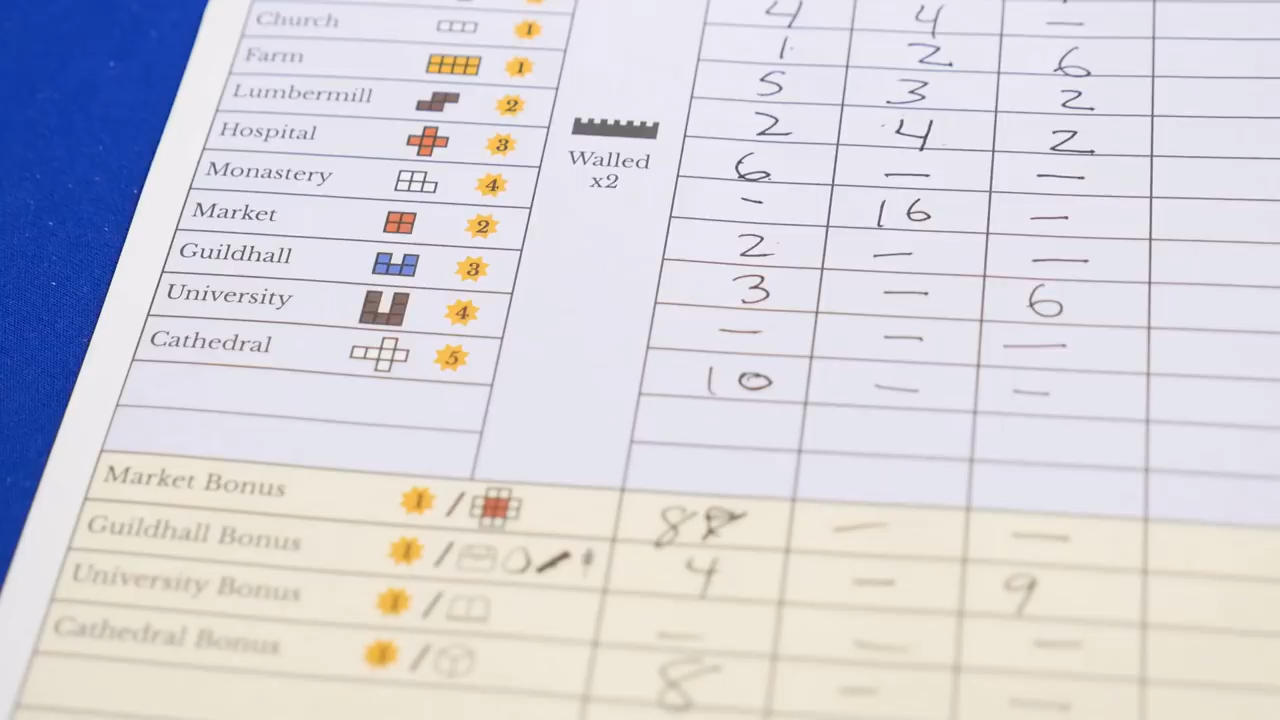 4 4 —
Church 1 1 2 6
Farm 1 5 3 2
Lumbermill 2 2 4 2
Hospital 3 6 — —
Walled
x2
Monastery 4 - 16 —
Market 2 2 — —
Guildhall 3 3 — 6
University 4 — — —
Cathedral 5 10 — —
Market Bonus 1 / 8 — —
Guildhall Bonus 1 / 4 — 9
University Bonus 1 / — — —
Cathedral Bonus 1 / 8 — —